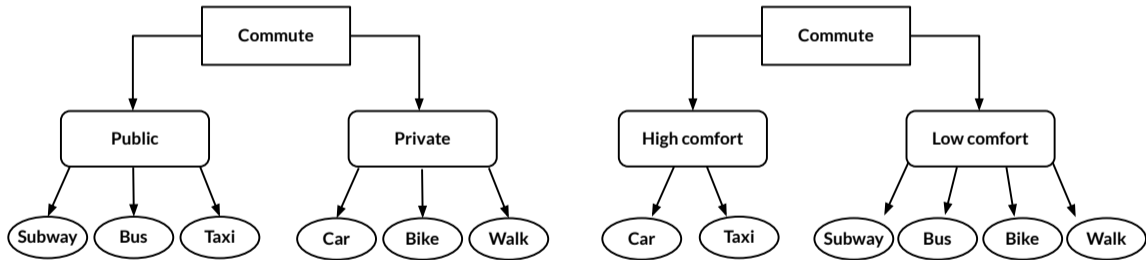 Commute
Public
Private
Subway
Bus
Taxi
Car
Bike
Walk
Commute
High comfort
Low comfort
Car
Taxi
Subway
Bus
Bike
Walk